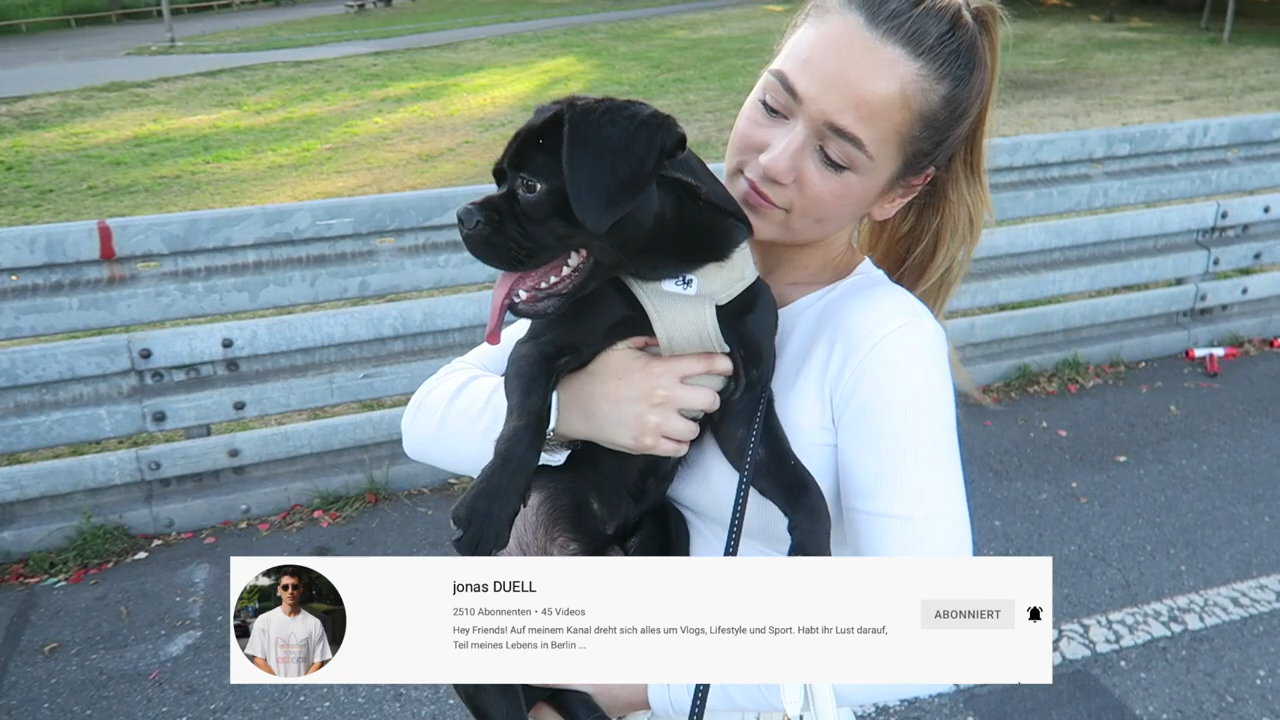 jonas DUELL
2510 Abonnenten • 45 Videos
ABONNIERT
Hey Friends! Auf meinem Kanal dreht sich alles um Vlogs, Lifestyle und Sport. Habt ihr Lust darauf,
Teil meines Lebens in Berlin ...